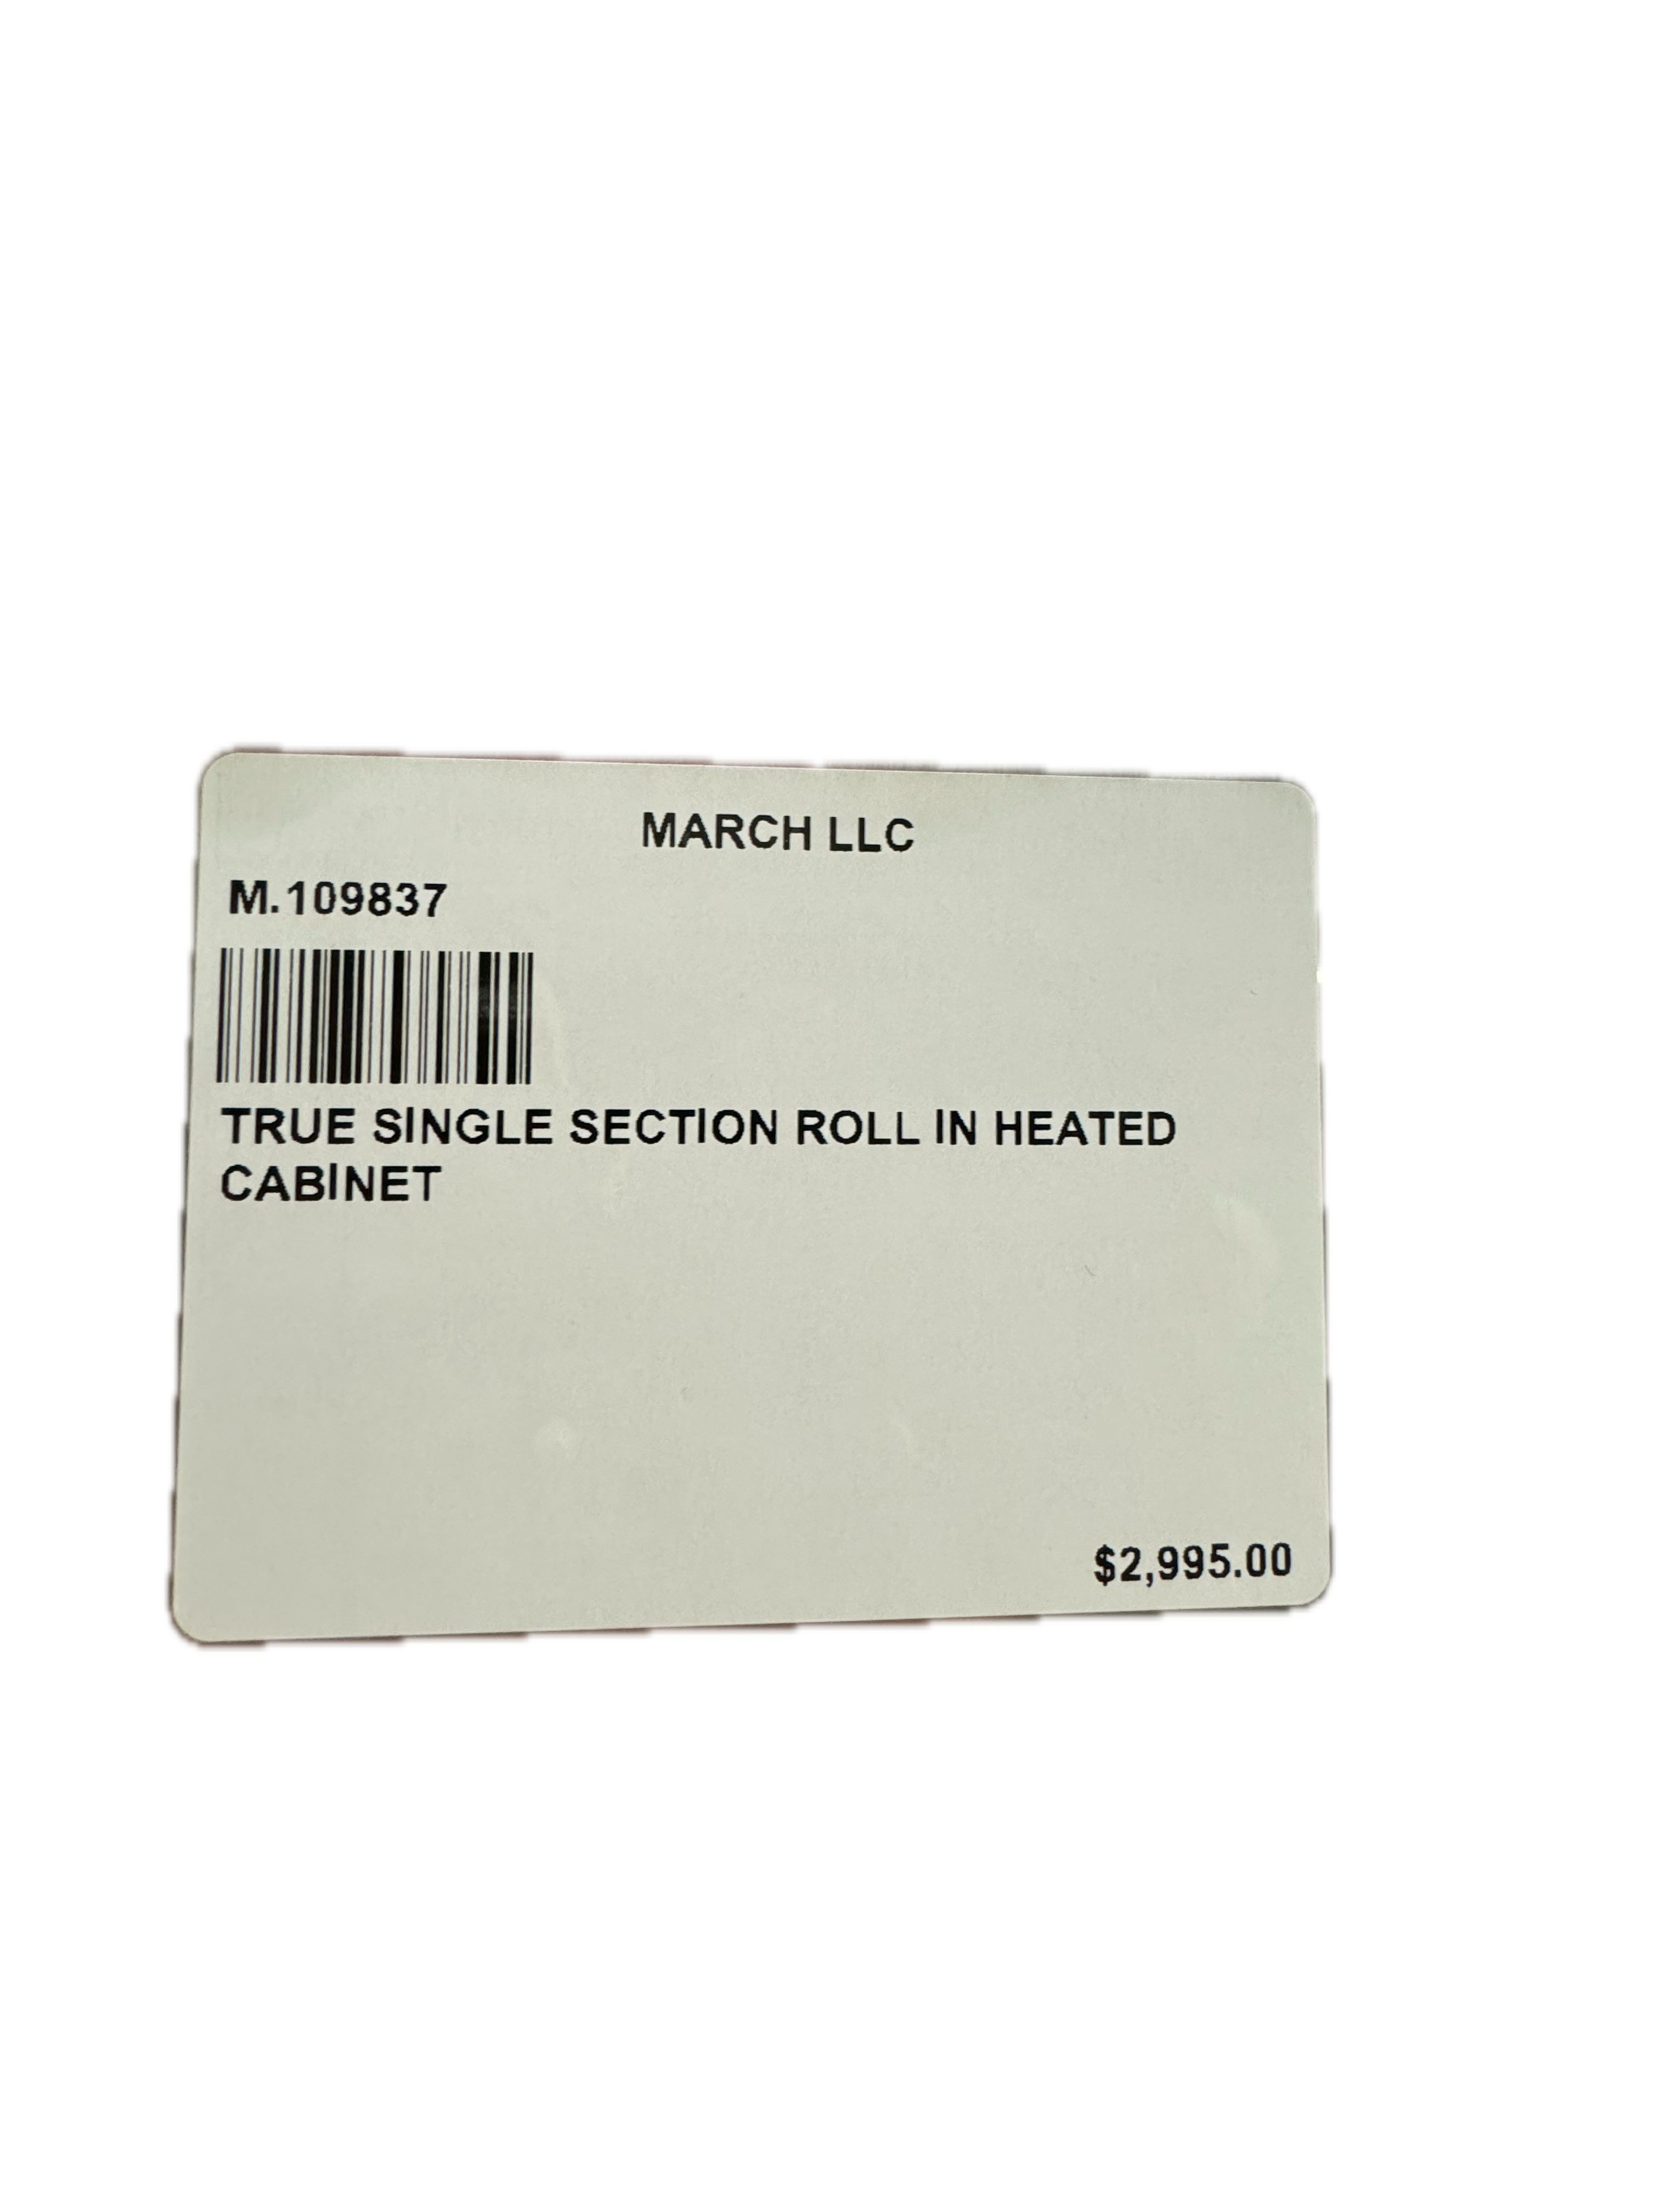 MARCH LLC
M.109837
TRUE SINGLE SECTION ROLL IN HEATED
CABINET
$2,995.00